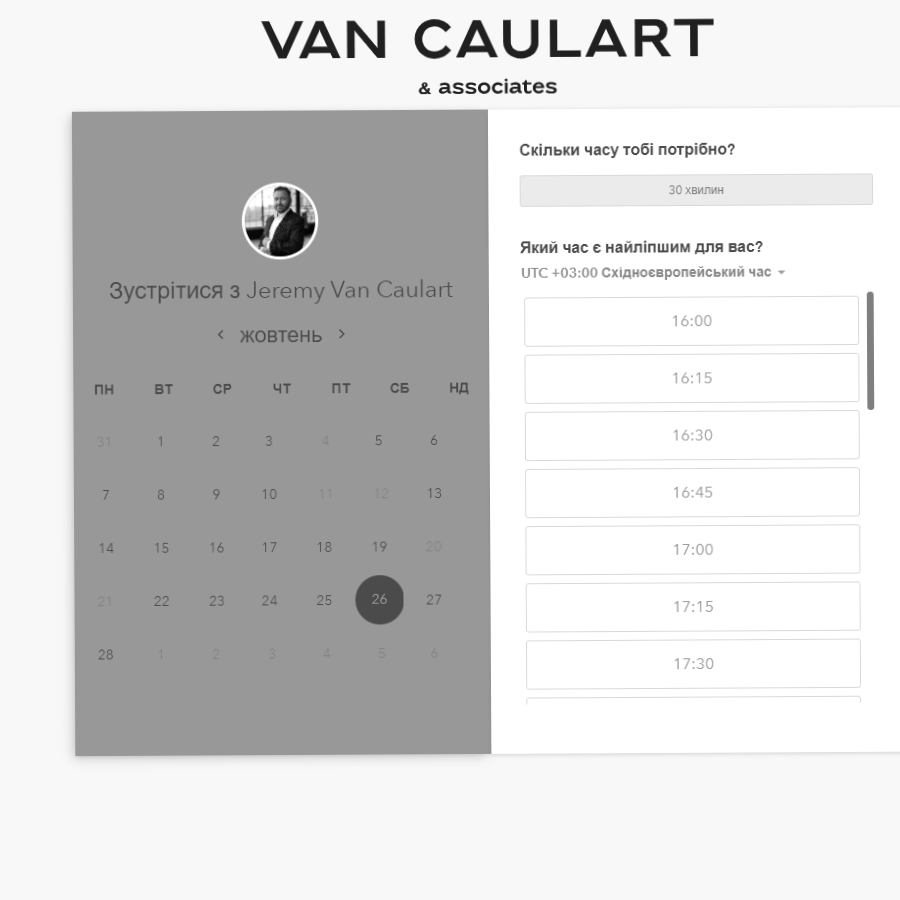 VAN CAULART
& associates
Зустрітися з Jeremy Van Caulart
жовтень
ПН ВТ СР ЧТ ПТ СБ НД
31 1 2 3 4 5 6
7 8 9 10 11 12 13
14 15 16 17 18 19 20
21 22 23 24 25 26 27
28 1 2 3 4 5 6
Скільки часу тобі потрібно?
30 хвилин
Який час є найліпшим для вас?
UTC +03:00 Східноєвропейський час
16:00
16:15
16:30
16:45
17:00
17:15
17:30